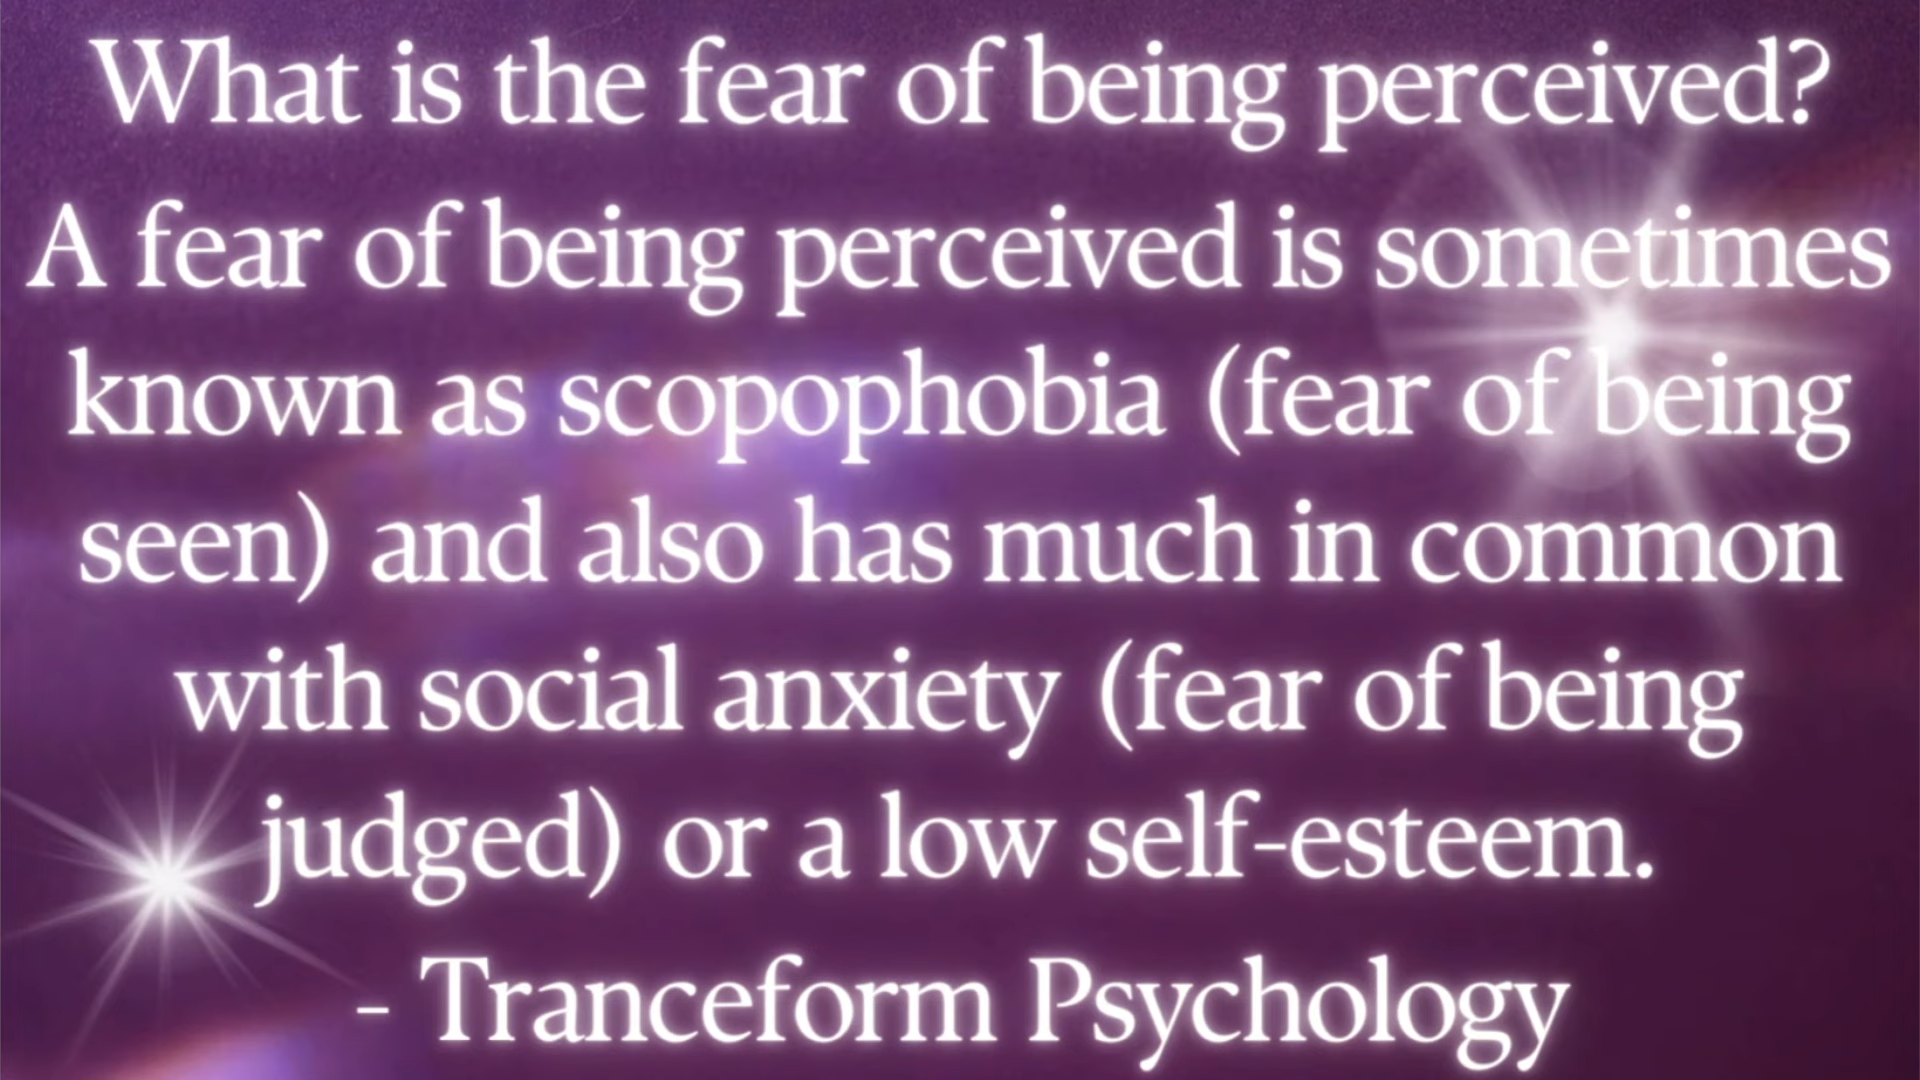 What is the fear of being perceived?
A fear of being perceived is sometimes
known as scopophobia (fear of being
seen) and also has much in common
with social anxiety (fear of being
judged) or a low self-esteem.
- Tranceform Psychology